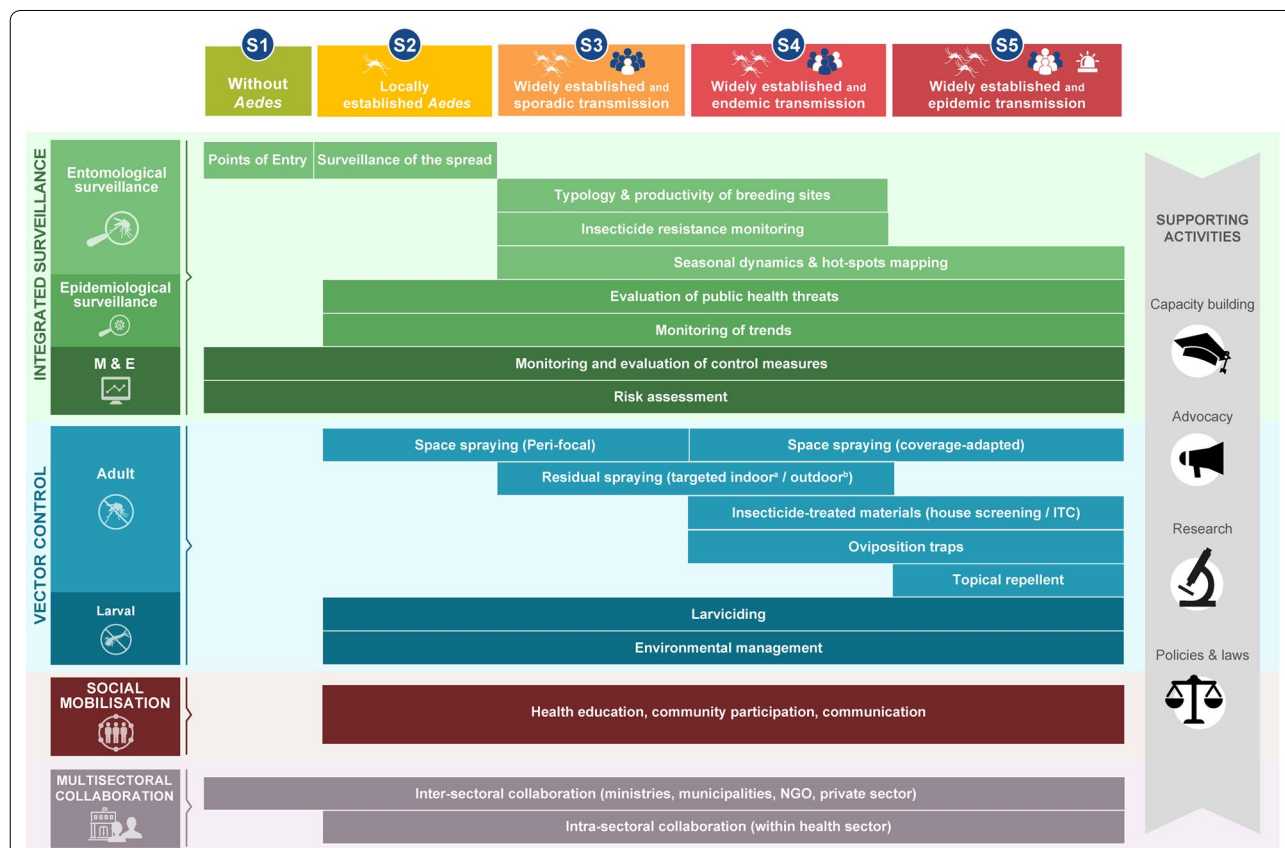 S1
S2
S3
S4
S5
Without
Aedes
Locally
established Aedes
Widely established and
sporadic transmission
Widely established and
endemic transmission
Widely established and
epidemic transmission
INTEGRATED SURVEILLANCE
Entomological
surveillance
Points of Entry
Surveillance of the spread
Typology & productivity of breeding sites
Insecticide resistance monitoring
Seasonal dynamics & hot-spots mapping
Epidemiological
surveillance
Evaluation of public health threats
Monitoring of trends
M & E
Monitoring and evaluation of control measures
Risk assessment
VECTOR CONTROL
Adult
Space spraying (Peri-focal)
Space spraying (coverage-adapted)
Residual spraying (targeted indoorᵃ / outdoorᵇ)
Insecticide-treated materials (house screening / ITC)
Oviposition traps
Topical repellent
Larval
Larviciding
Environmental management
SOCIAL
MOBILISATION
Health education, community participation, communication
MULTISECTORAL
COLLABORATION
Inter-sectoral collaboration (ministries, municipalities, NGO, private sector)
Intra-sectoral collaboration (within health sector)
SUPPORTING
ACTIVITIES
Capacity building
Advocacy
Research
Policies & laws